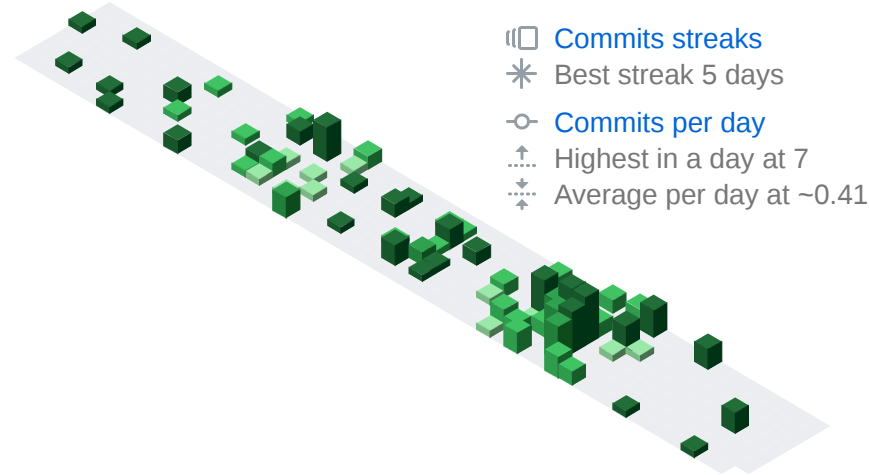 Commits streaks
Best streak 5 days
Commits per day
Highest in a day at 7
Average per day at ~0.41